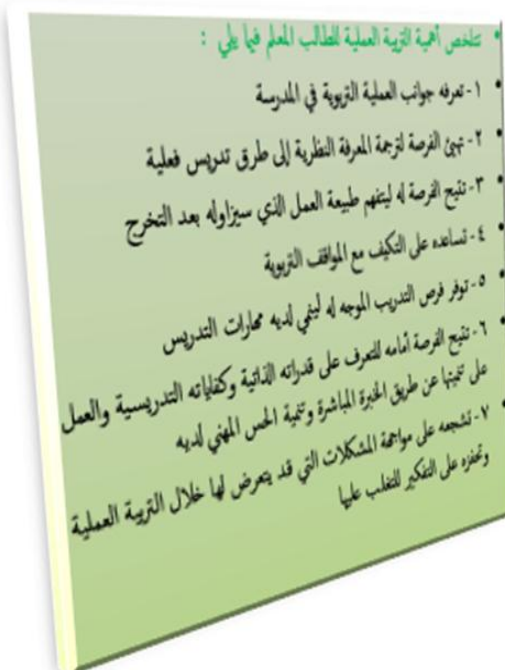 • تتلخص أهمية التربية العملية للطالب المعلم فيما يلي :
• ١- تعرفه جوانب العملية التربوية في المدرسة
• ٢- تهيئ الفرصة لترجمة المعرفة النظرية إلى طرق تدريس فعلية
• ٣- تتيح الفرصة له ليتفهم طبيعة العمل الذي سيزاوله بعد التخرج
• ٤- تساعده على التكيف مع المواقف التربوية
• ٥- توفر فرص التدريب الموجه له لينمي لديه مهارات التدريس
• ٦- تتيح الفرصة أمامه للتعرف على قدراته الذاتية وكفاياته التدريسية والعمل
على تنميتها عن طريق الخبرة المباشرة وتنمية الحس المهني لديه
• ٧- تشجعه على مواجهة المشكلات التي قد يتعرض لها خلال التربية العملية
وتحفزه على التفكير للتغلب عليها